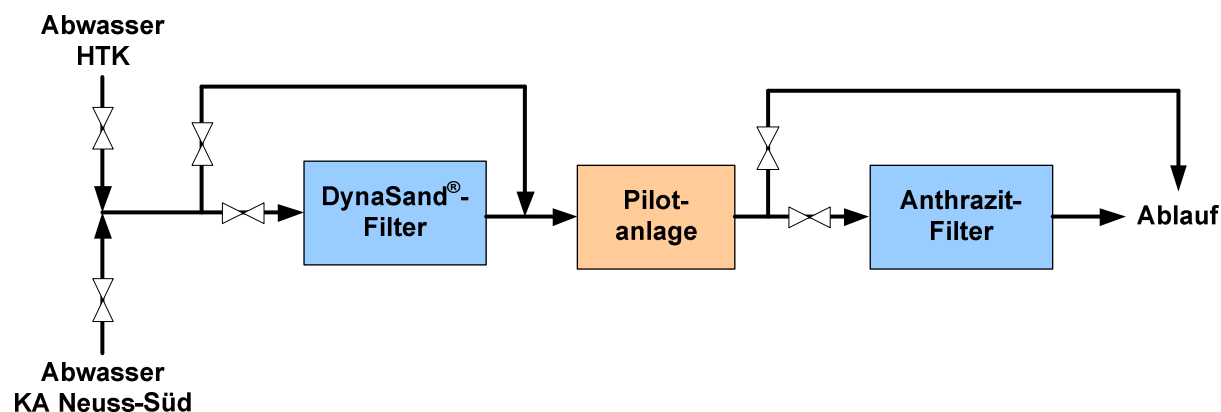 Abwasser
HTK
DynaSand®-
Filter
Pilot-
anlage
Anthrazit-
Filter
Ablauf
Abwasser
KA Neuss-Süd